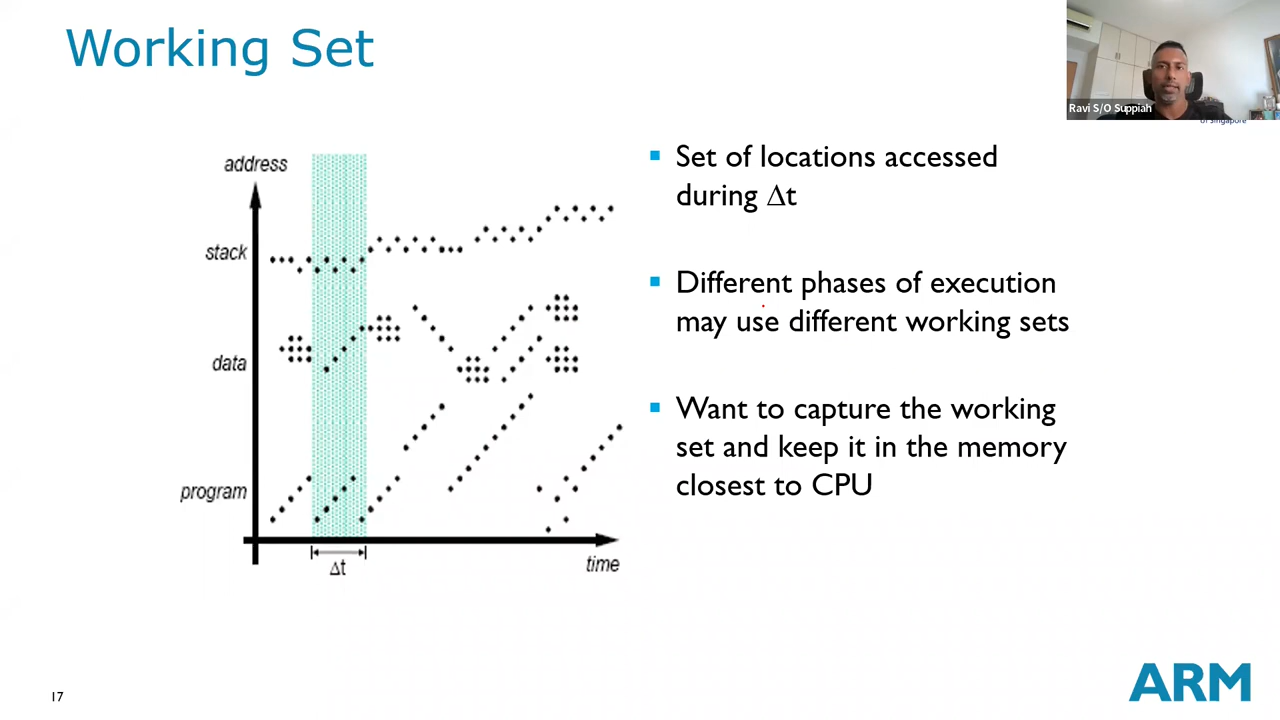 Working Set
Ravi S/O Suppiah
of Singapore
address
stack
data
program
Δt
time
▪ Set of locations accessed
during Δt
▪ Different phases of execution
may use different working sets
▪ Want to capture the working
set and keep it in the memory
closest to CPU
17
ARM